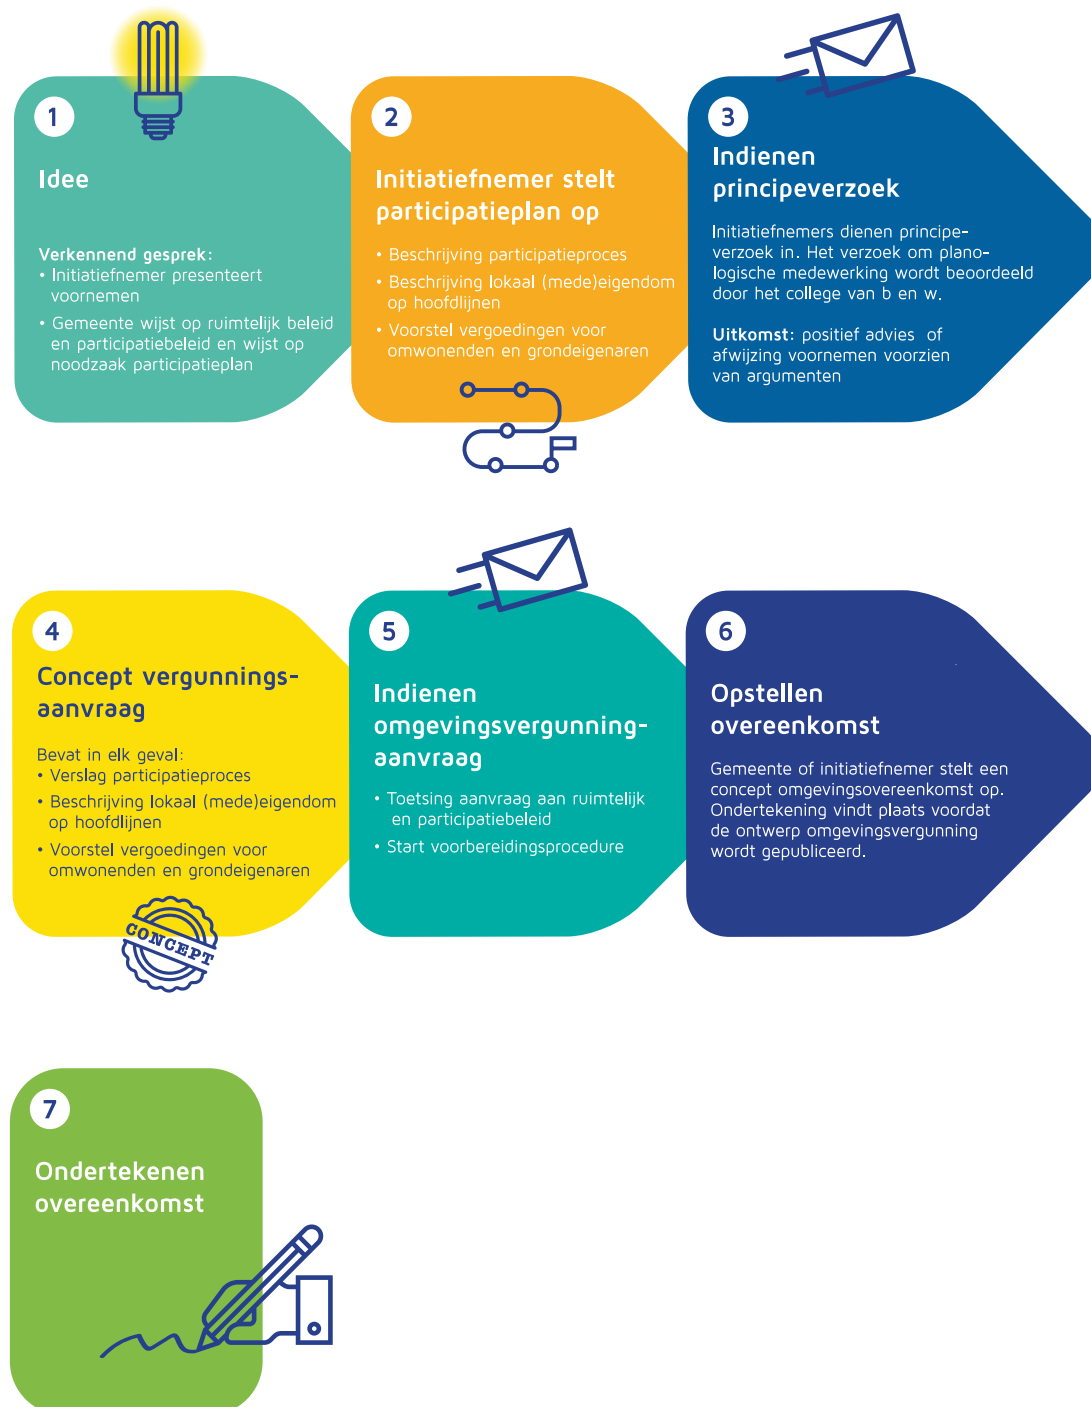 1
Idee
Verkennend gesprek:
• Initiatiefnemer presenteert
voornemen
• Gemeente wijst op ruimtelijk beleid
en participatiebeleid en wijst op
noodzaak participatieplan
2
Initiatiefnemer stelt
participatieplan op
• Beschrijving participatieproces
• Beschrijving lokaal (mede)eigendom
op hoofdlijnen
• Voorstel vergoedingen voor
omwonenden en grondeigenaren
3
Indienen
principeverzoek
Initiatiefnemers dienen principe-
verzoek in. Het verzoek om plano-
logische medewerking wordt beoordeeld
door het college van b en w.
Uitkomst: positief advies of
afwijzing voornemen voorzien
van argumenten
4
Concept vergunnings-
aanvraag
Bevat in elk geval:
• Verslag participatieproces
• Beschrijving lokaal (mede)eigendom
op hoofdlijnen
• Voorstel vergoedingen voor
omwonenden en grondeigenaren
CONCEPT
5
Indienen
omgevingsvergunning-
aanvraag
• Toetsing aanvraag aan ruimtelijk
en participatiebeleid
• Start voorbereidingsprocedure
6
Opstellen
overeenkomst
Gemeente of initiatiefnemer stelt een
concept omgevingsovereenkomst op.
Ondertekening vindt plaats voordat
de ontwerp omgevingsvergunning
wordt gepubliceerd.
7
Ondertekenen
overeenkomst